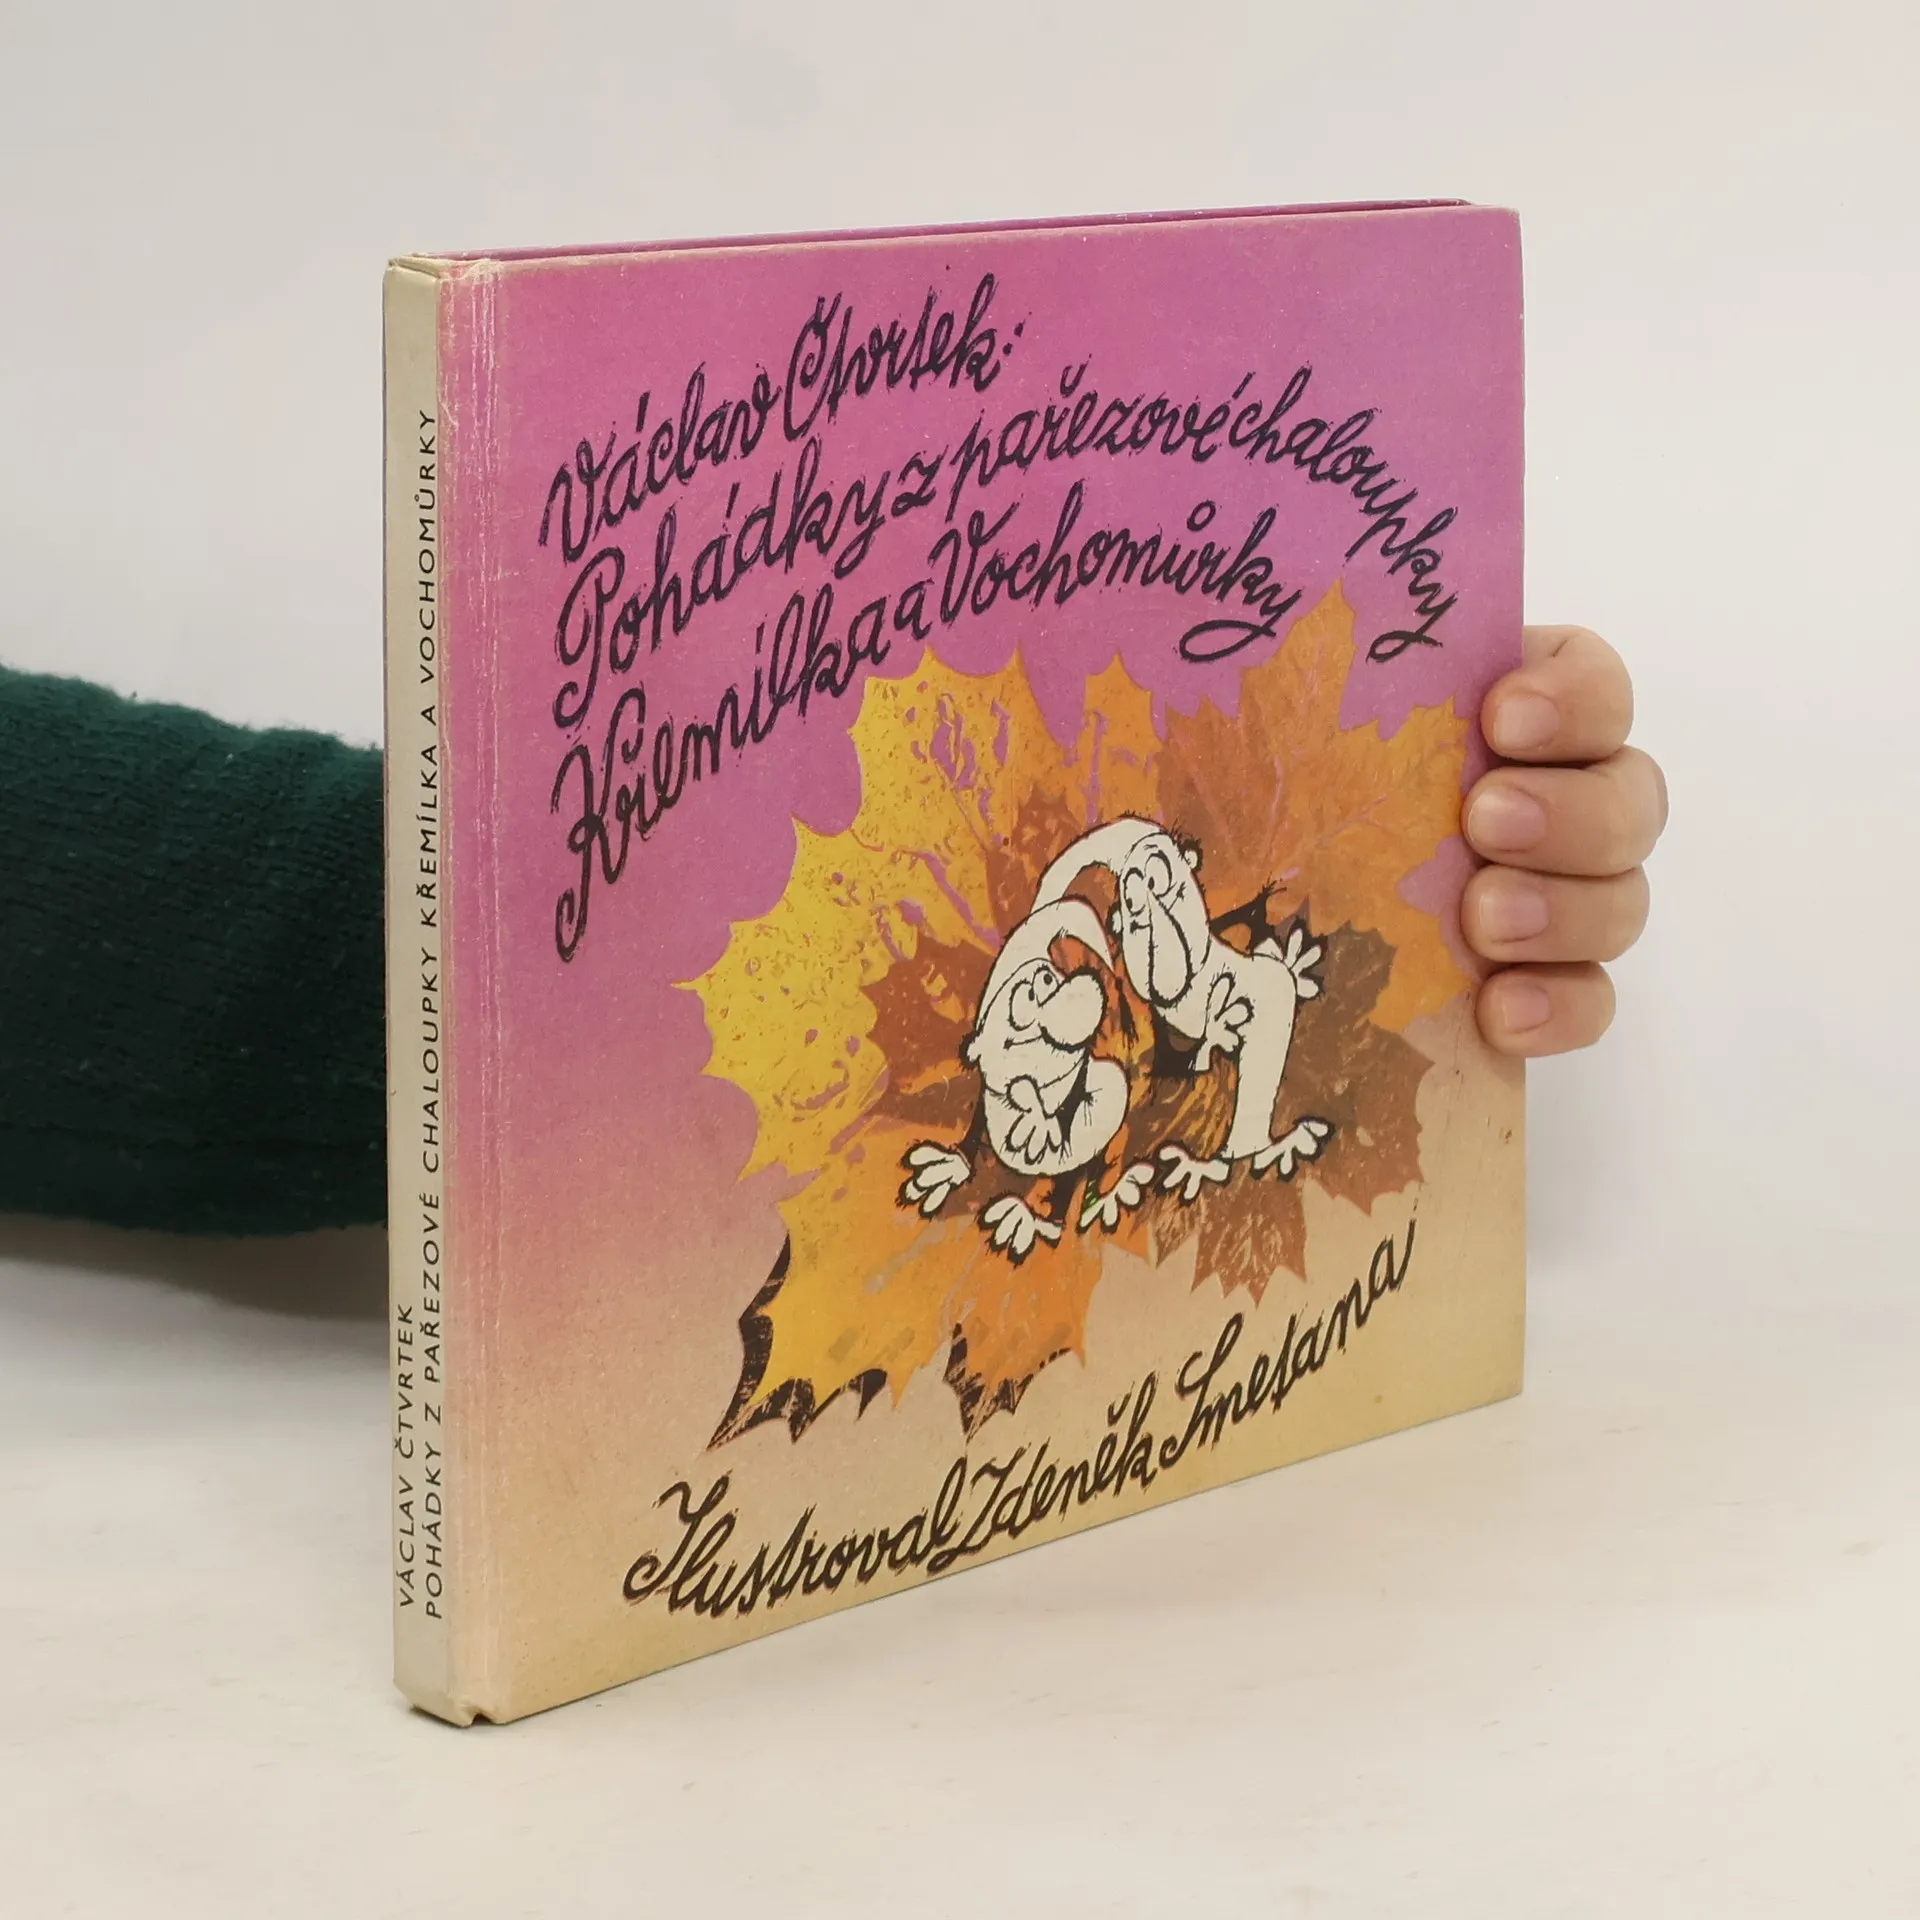 Václav Čtvrtek:
Pohádky z pařezové chaloupky
Křemílka a Vochomůrky
Ilustroval Zdeněk Smetana
VÁCLAV ČTVRTEK
POHÁDKY Z PAŘEZOVÉ CHALOUPKY KŘEMÍLKA A VOCHOMŮRKY